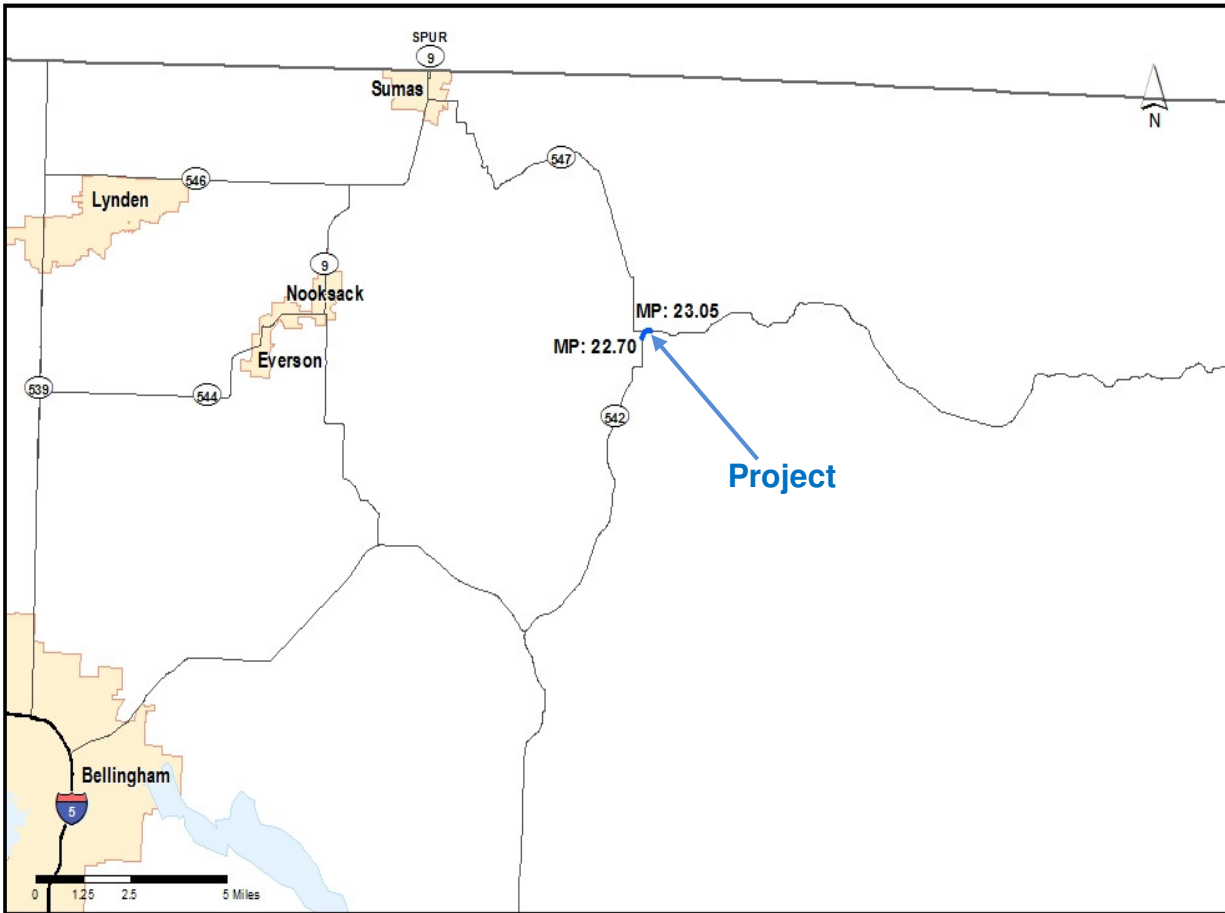 SPUR
9
Sumas
N
547
546
Lynden
9
Nooksack
MP: 23.05
MP: 22.70
Everson
539
544
542
Project
Bellingham
5
0 1.25 2.5 5 Miles